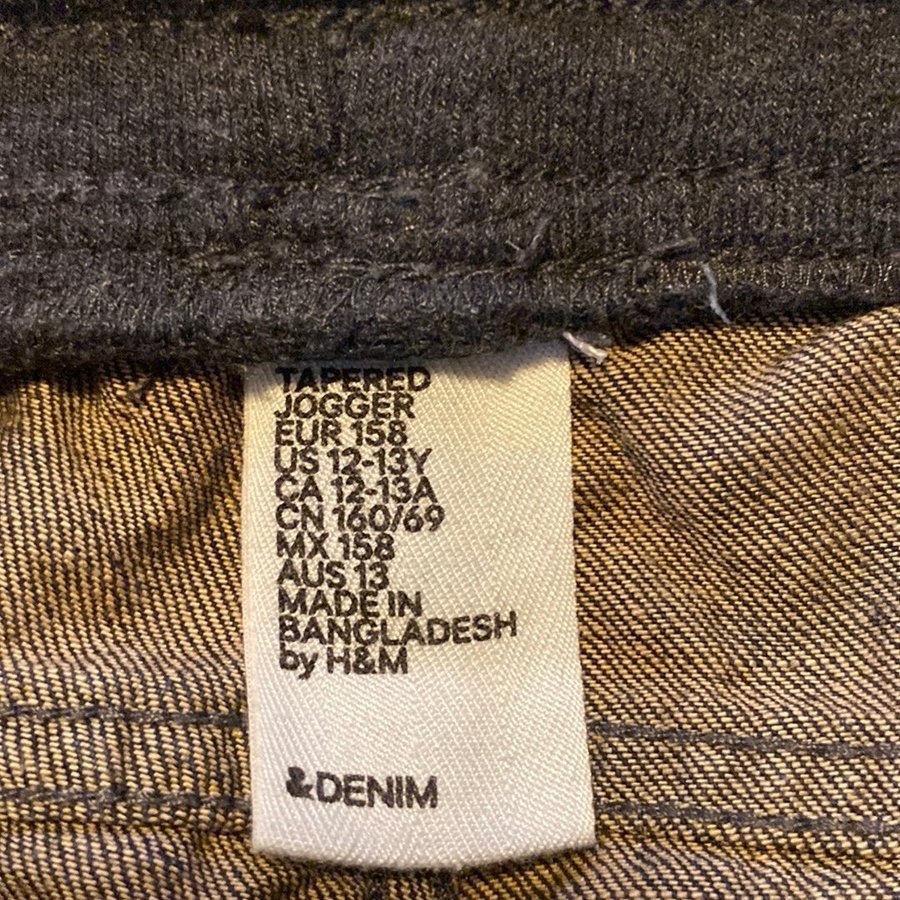 TAPERED
JOGGER
EUR 158
US 12-13Y
CA 12-13A
CN 160/69
MX 158
AUS 13
MADE IN
BANGLADESH
by H&M
&DENIM